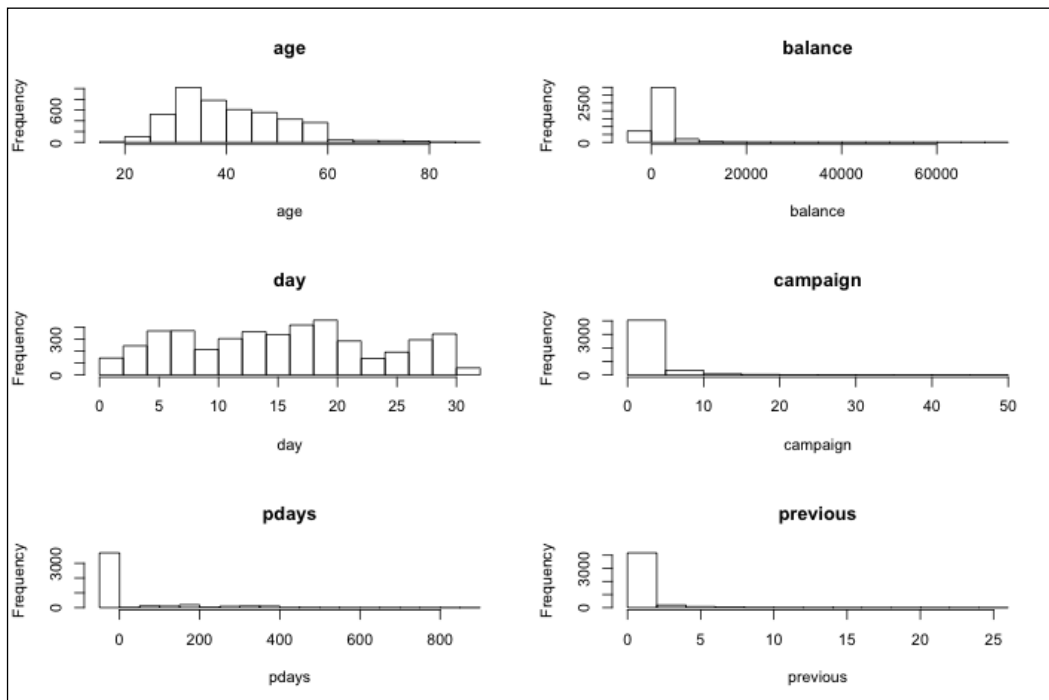 age
Frequency
600
0
20 40 60 80
age
balance
Frequency
2500
0
0 20000 40000 60000
balance
day
Frequency
300
0
0 5 10 15 20 25 30
day
campaign
Frequency
3000
0
0 10 20 30 40 50
campaign
pdays
Frequency
3000
0
0 200 400 600 800
pdays
previous
Frequency
3000
0
0 5 10 15 20 25
previous